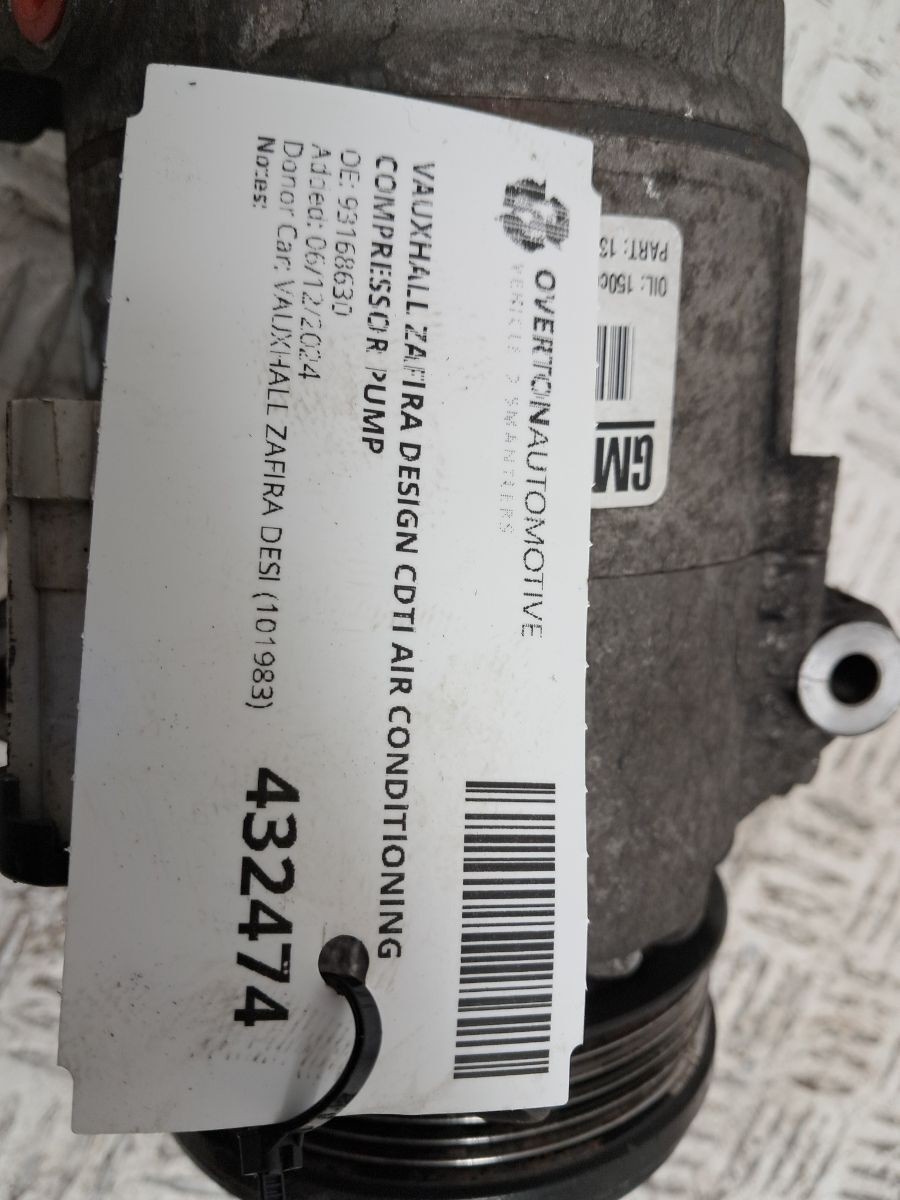 OVERTONAUTOMOTIVE
VEHICLE DISMANTLERS
VAUXHALL ZAFIRA DESIGN CDTI AIR CONDITIONING
COMPRESSOR PUMP
OE: 93168630
Added: 06/12/2024
Donor Car: VAUXHALL ZAFIRA DESI (101983)
Notes:
432474
GM
OIL: 150c
PART: 13